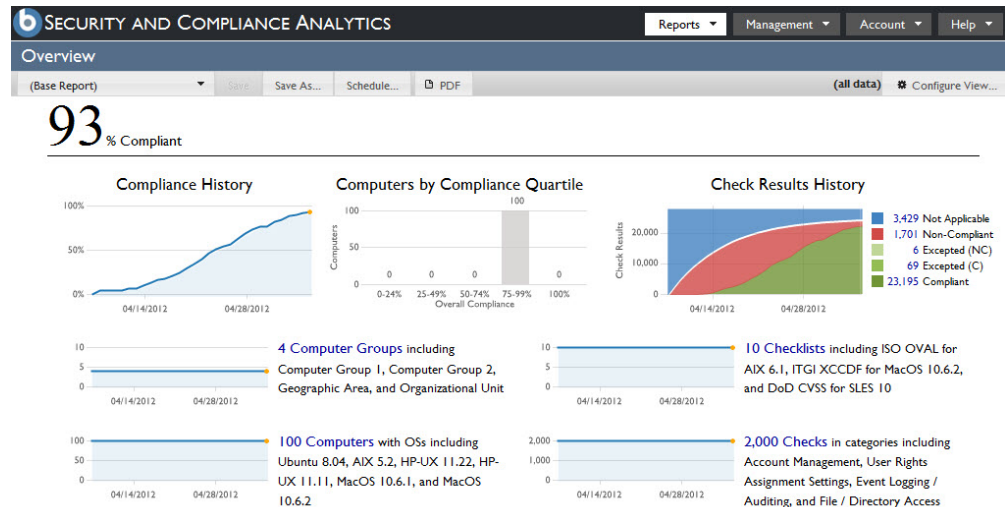 b SECURITY AND COMPLIANCE ANALYTICS
Reports
Management
Account
Help
Overview
(Base Report)
Save
Save As...
Schedule...
PDF
(all data)
Configure View...
93 % Compliant
Compliance History
100%
50%
0%
04/14/2012
04/28/2012
Computers by Compliance Quartile
100
Computers
100
50
0
0
0
0
0
0-24%
25-49%
50-74%
75-99%
100%
Overall Compliance
Check Results History
Check Results
20,000
10,000
0
04/14/2012
04/28/2012
3,429 Not Applicable
1,701 Non-Compliant
6 Excepted (NC)
69 Excepted (C)
23,195 Compliant
10
5
0
04/14/2012
04/28/2012
4 Computer Groups including
Computer Group 1, Computer Group 2,
Geographic Area, and Organizational Unit
10
5
0
04/14/2012
04/28/2012
10 Checklists including ISO OVAL for
AIX 6.1, ITGI XCCDF for MacOS 10.6.2,
and DoD CVSS for SLES 10
100
50
0
04/14/2012
04/28/2012
100 Computers with OSs including
Ubuntu 8.04, AIX 5.2, HP-UX 11.22, HP-
UX 11.11, MacOS 10.6.1, and MacOS
10.6.2
2,000
1,000
0
04/14/2012
04/28/2012
2,000 Checks in categories including
Account Management, User Rights
Assignment Settings, Event Logging /
Auditing, and File / Directory Access